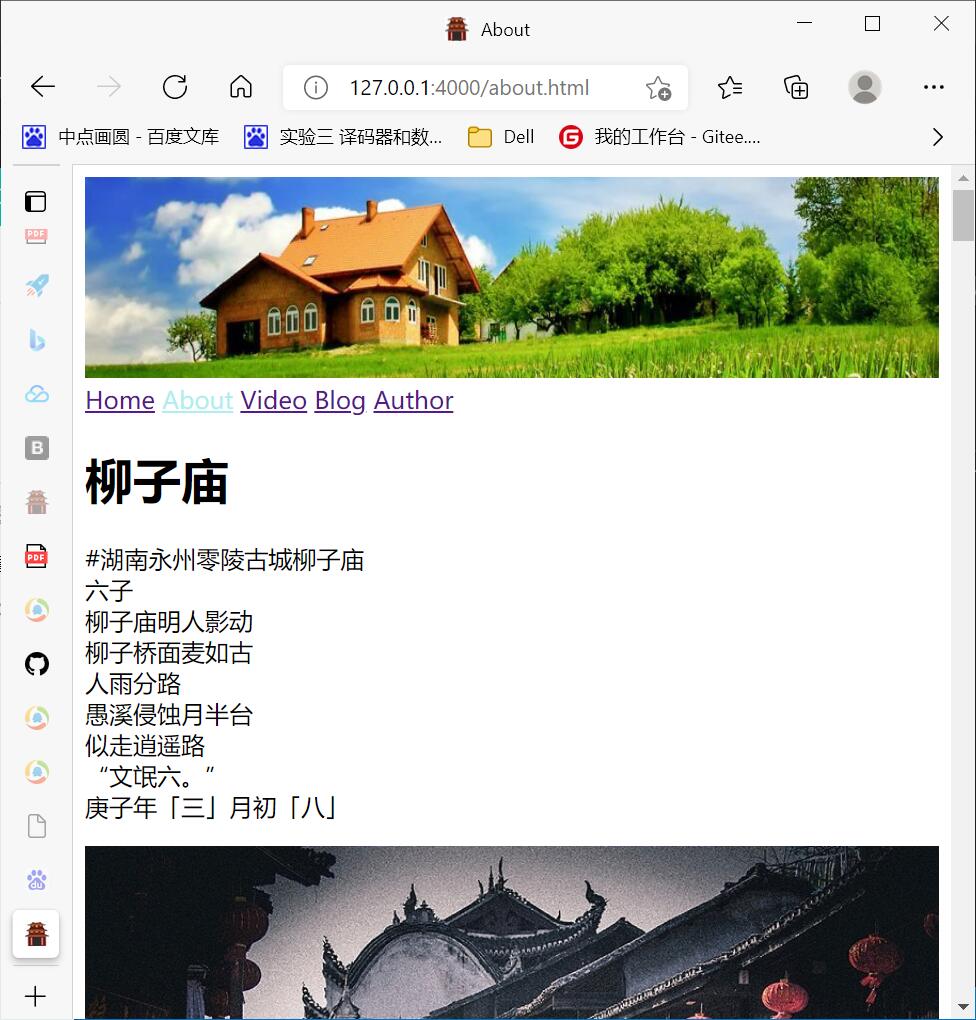 About
127.0.0.1:4000/about.html
中点画圆 - 百度文库 实验三 译码器和数... Dell 我的工作台 - Gitee....
PDF
B
PDF
du
Home About Video Blog Author
柳子庙
#湖南永州零陵古城柳子庙
六子
柳子庙明人影动
柳子桥面麦如古
人雨分路
愚溪侵蚀月半台
似走逍遥路
“文氓六。”
庚子年「三」月初「八」